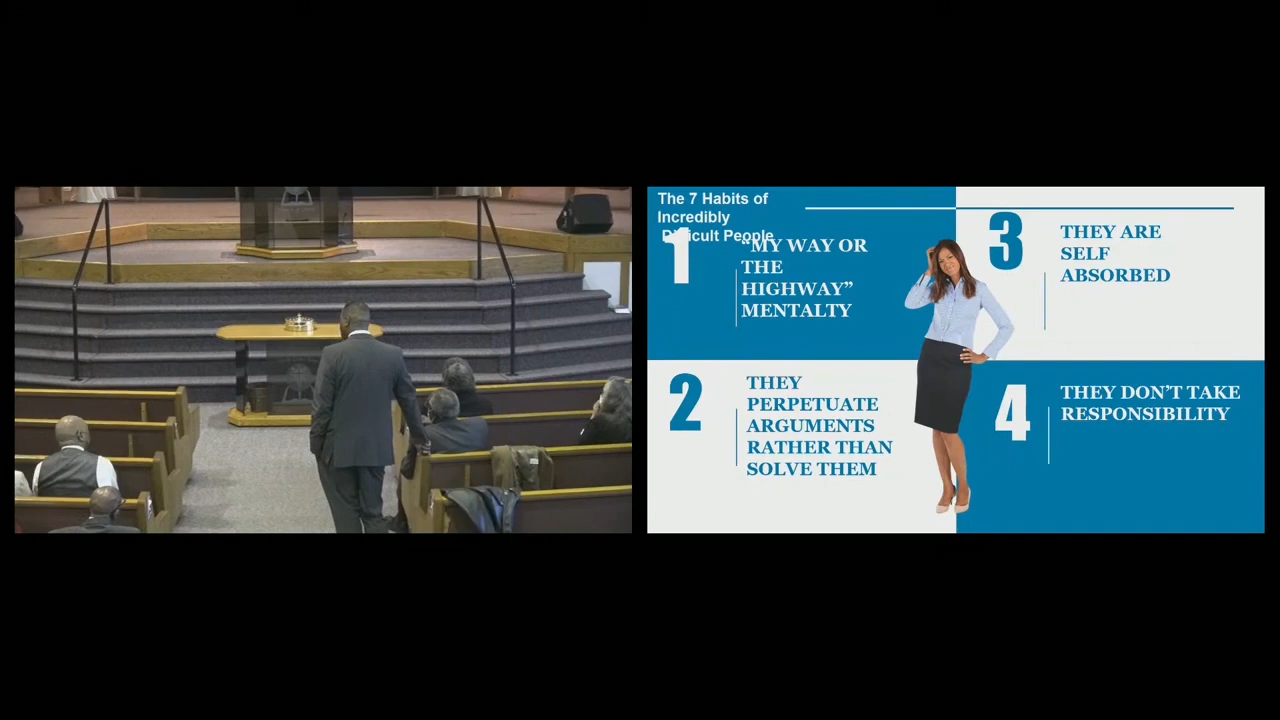 The 7 Habits of
Incredibly
Difficult People
1
"MY WAY OR
THE
HIGHWAY”
MENTALTY
2
THEY
PERPETUATE
ARGUMENTS
RATHER THAN
SOLVE THEM
3
THEY ARE
SELF
ABSORBED
4
THEY DON’T TAKE
RESPONSIBILITY